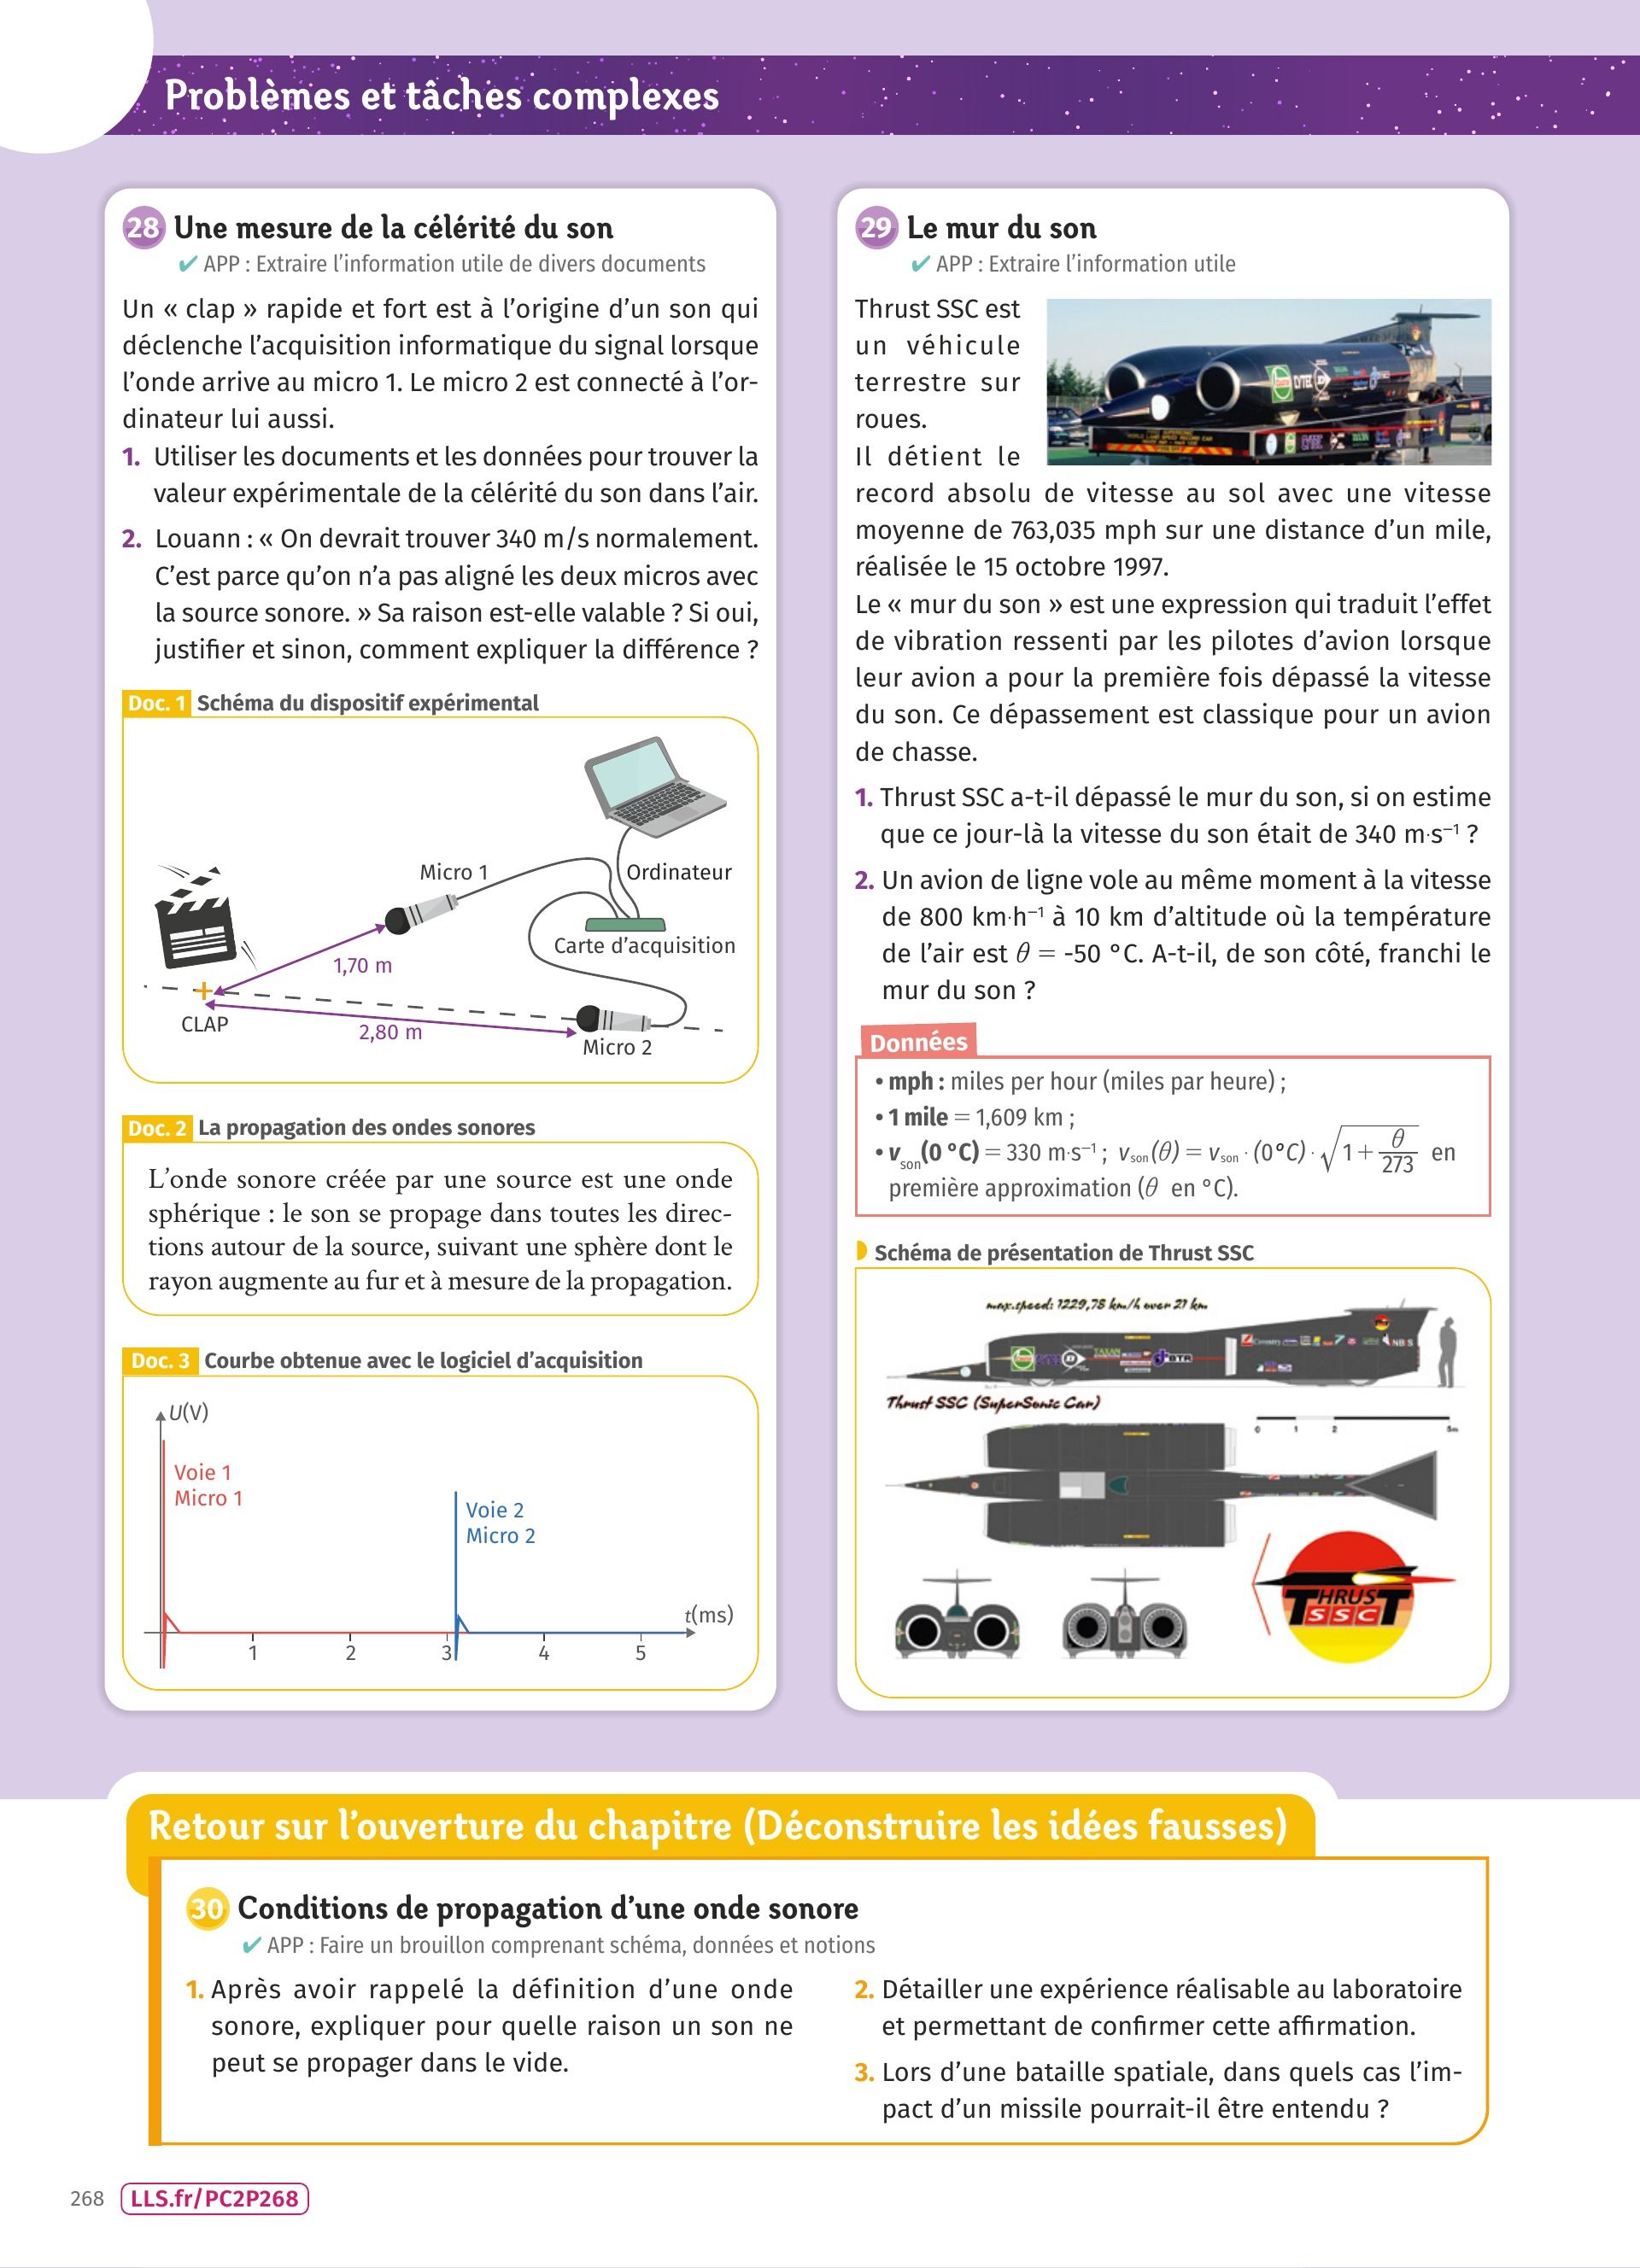 Problèmes et tâches complexes
28 Une mesure de la célérité du son
✔ APP : Extraire l’information utile de divers documents
Un « clap » rapide et fort est à l’origine d’un son qui
déclenche l’acquisition informatique du signal lorsque
l’onde arrive au micro 1. Le micro 2 est connecté à l’or-
dinateur lui aussi.
1. Utiliser les documents et les données pour trouver la
valeur expérimentale de la célérité du son dans l’air.
2. Louann : « On devrait trouver 340 m/s normalement.
C’est parce qu’on n’a pas aligné les deux micros avec
la source sonore. » Sa raison est-elle valable ? Si oui,
justifier et sinon, comment expliquer la différence ?
Doc. 1 Schéma du dispositif expérimental
Micro 1
Ordinateur
Carte d’acquisition
1,70 m
CLAP
2,80 m
Micro 2
Doc. 2 La propagation des ondes sonores
L’onde sonore créée par une source est une onde
sphérique : le son se propage dans toutes les direc-
tions autour de la source, suivant une sphère dont le
rayon augmente au fur et à mesure de la propagation.
Doc. 3 Courbe obtenue avec le logiciel d’acquisition
U(V)
Voie 1
Micro 1
Voie 2
Micro 2
t(ms)
1 2 3 4 5
29 Le mur du son
✔ APP : Extraire l’information utile
Thrust SSC est
un véhicule
terrestre sur
roues.
Il détient le
record absolu de vitesse au sol avec une vitesse
moyenne de 763,035 mph sur une distance d’un mile,
réalisée le 15 octobre 1997.
Le « mur du son » est une expression qui traduit l’effet
de vibration ressenti par les pilotes d’avion lorsque
leur avion a pour la première fois dépassé la vitesse
du son. Ce dépassement est classique pour un avion
de chasse.
1. Thrust SSC a-t-il dépassé le mur du son, si on estime
que ce jour-là la vitesse du son était de 340 m·s⁻¹ ?
2. Un avion de ligne vole au même moment à la vitesse
de 800 km·h⁻¹ à 10 km d’altitude où la température
de l’air est θ = -50 °C. A-t-il, de son côté, franchi le
mur du son ?
Données
• mph : miles per hour (miles par heure) ;
• 1 mile = 1,609 km ;
• v_son(0 °C) = 330 m·s⁻¹ ; v_son(θ) = v_son · (0°C) · √(1 + θ/273) en
première approximation (θ en °C).
Schéma de présentation de Thrust SSC
max.speed: 1229,78 km/h over 21 km
Castrol
TAXAN
BTR
NBS
Thrust SSC (SuperSonic Car)
0 1 2 5m
THRUST
SSC
Retour sur l’ouverture du chapitre (Déconstruire les idées fausses)
30 Conditions de propagation d’une onde sonore
✔ APP : Faire un brouillon comprenant schéma, données et notions
1. Après avoir rappelé la définition d’une onde
sonore, expliquer pour quelle raison un son ne
peut se propager dans le vide.
2. Détailler une expérience réalisable au laboratoire
et permettant de confirmer cette affirmation.
3. Lors d’une bataille spatiale, dans quels cas l’im-
pact d’un missile pourrait-il être entendu ?
268 LLS.fr/PC2P268